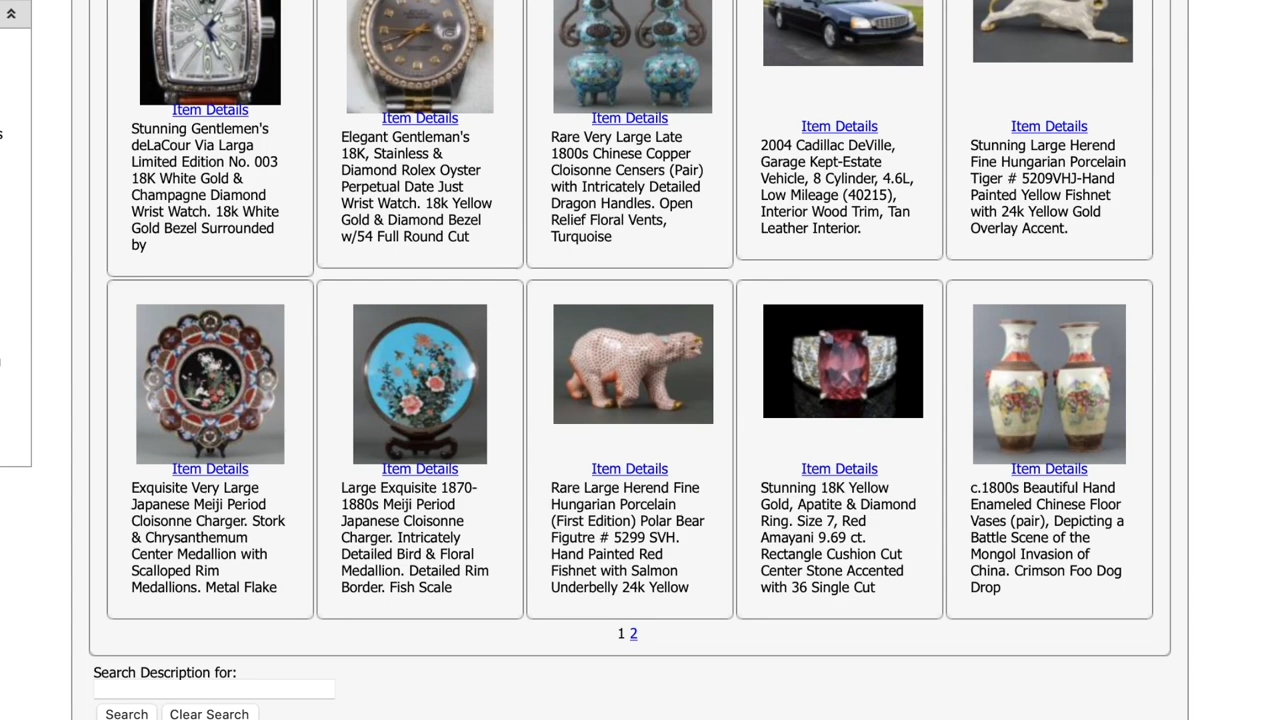 Item Details
Stunning Gentlemen's
deLaCour Via Larga
Limited Edition No. 003
18K White Gold &
Champagne Diamond
Wrist Watch. 18k White
Gold Bezel Surrounded
by
Item Details
Elegant Gentleman's
18K, Stainless &
Diamond Rolex Oyster
Perpetual Date Just
Wrist Watch. 18k Yellow
Gold & Diamond Bezel
w/54 Full Round Cut
Item Details
Rare Very Large Late
1800s Chinese Copper
Cloisonne Censers (Pair)
with Intricately Detailed
Dragon Handles. Open
Relief Floral Vents,
Turquoise
Item Details
2004 Cadillac DeVille,
Garage Kept-Estate
Vehicle, 8 Cylinder, 4.6L,
Low Mileage (40215),
Interior Wood Trim, Tan
Leather Interior.
Item Details
Stunning Large Herend
Fine Hungarian Porcelain
Tiger # 5209VHJ-Hand
Painted Yellow Fishnet
with 24k Yellow Gold
Overlay Accent.
Item Details
Exquisite Very Large
Japanese Meiji Period
Cloisonne Charger. Stork
& Chrysanthemum
Center Medallion with
Scalloped Rim
Medallions. Metal Flake
Item Details
Large Exquisite 1870-
1880s Meiji Period
Japanese Cloisonne
Charger. Intricately
Detailed Bird & Floral
Medallion. Detailed Rim
Border. Fish Scale
Item Details
Rare Large Herend Fine
Hungarian Porcelain
(First Edition) Polar Bear
Figutre # 5299 SVH.
Hand Painted Red
Fishnet with Salmon
Underbelly 24k Yellow
Item Details
Stunning 18K Yellow
Gold, Apatite & Diamond
Ring. Size 7, Red
Amayani 9.69 ct.
Rectangle Cushion Cut
Center Stone Accented
with 36 Single Cut
Item Details
c.1800s Beautiful Hand
Enameled Chinese Floor
Vases (pair), Depicting a
Battle Scene of the
Mongol Invasion of
China. Crimson Foo Dog
Drop
1 2
Search Description for:
Search Clear Search